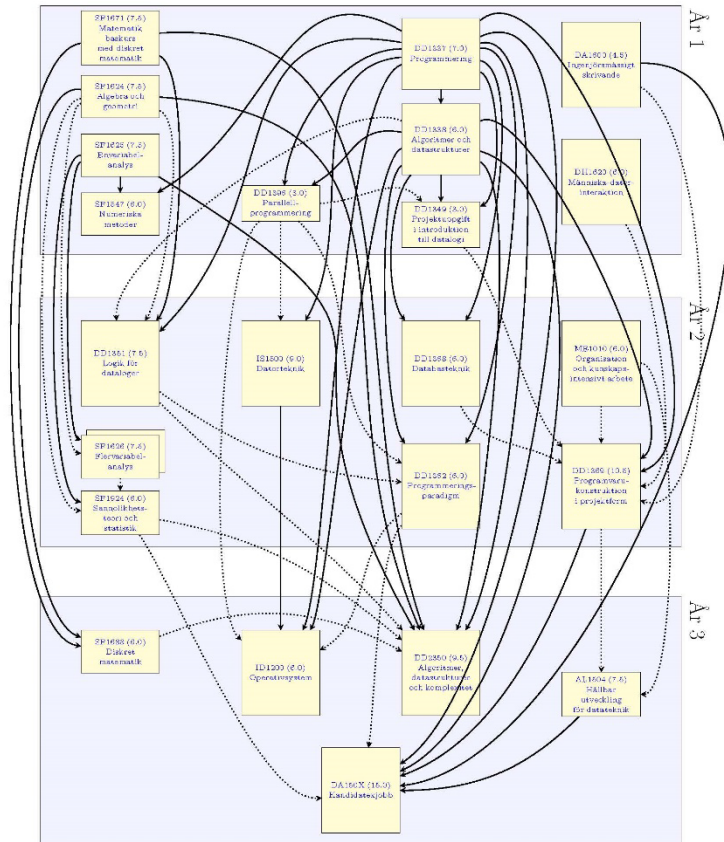 År 1
SF1671 (7.5)
Matematik
baskurs
med diskret
matematik
DD1337 (7.0)
Programmering
DA1600 (4.5)
Ingenjörsmässigt
skrivande
SF1624 (7.5)
Algebra och
geometri
DD1338 (6.0)
Algoritmer och
datastrukturer
SF1625 (7.5)
Envariabel-
analys
DH1620 (6.0)
Människa-dator-
interaktion
SF1547 (6.0)
Numeriska
metoder
DD1396 (3.0)
Parallell-
programmering
DD1349 (3.0)
Projektuppgift
i introduktion
till datalogi
År 2
DD1351 (7.5)
Logik för
dataloger
IS1500 (9.0)
Datorteknik
DD1368 (6.0)
Databasteknik
ME1010 (6.0)
Organisation
och kunskaps-
intensivt arbete
SF1626 (7.5)
Flervariabel-
analys
DD1362 (6.0)
Programmerings-
paradigm
DD1369 (10.5)
Programvaru-
konstruktion
i projektform
SF1924 (6.0)
Sannolikhets-
teori och
statistik
År 3
SF1688 (6.0)
Diskret
matematik
ID1200 (6.0)
Operativsystem
DD2350 (9.5)
Algoritmer,
datastrukturer
och komplexitet
AL1504 (7.5)
Hållbar
utveckling
för datateknik
DA150X (15.0)
Kandidatexjobb